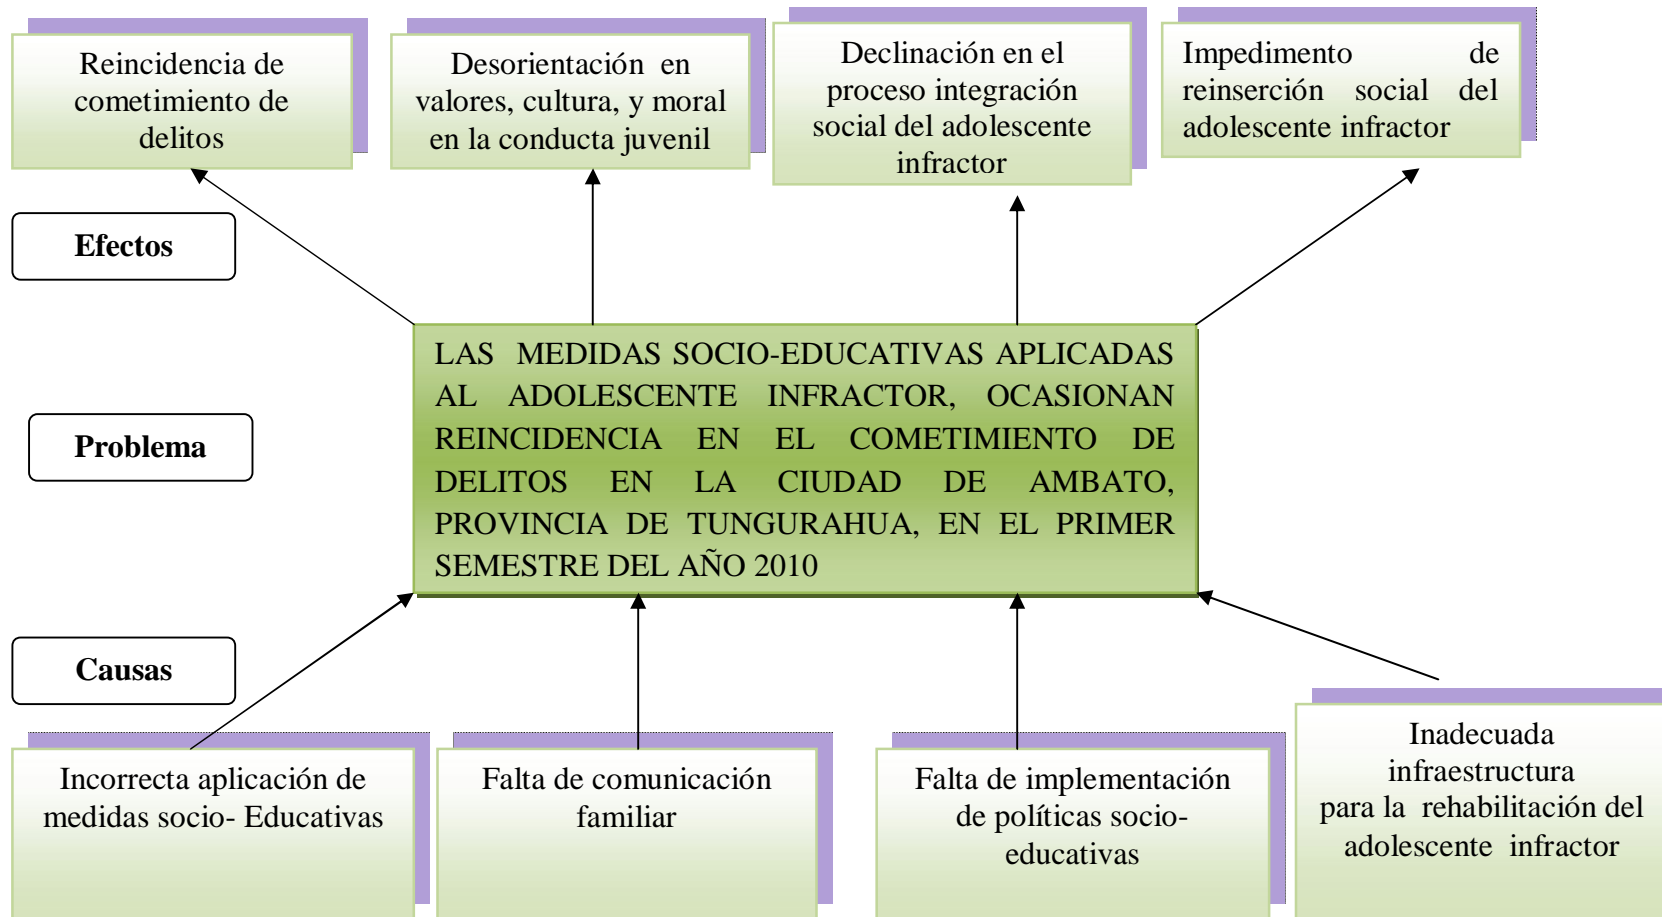 Reincidencia de
cometimiento de
delitos
Desorientación en
valores, cultura, y moral
en la conducta juvenil
Declinación en el
proceso integración
social del adolescente
infractor
Impedimento de
reinserción social del
adolescente infractor
Efectos
LAS MEDIDAS SOCIO-EDUCATIVAS APLICADAS
AL ADOLESCENTE INFRACTOR, OCASIONAN
REINCIDENCIA EN EL COMETIMIENTO DE
DELITOS EN LA CIUDAD DE AMBATO,
PROVINCIA DE TUNGURAHUA, EN EL PRIMER
SEMESTRE DEL AÑO 2010
Problema
Causas
Incorrecta aplicación de
medidas socio- Educativas
Falta de comunicación
familiar
Falta de implementación
de políticas socio-
educativas
Inadecuada
infraestructura
para la rehabilitación del
adolescente infractor